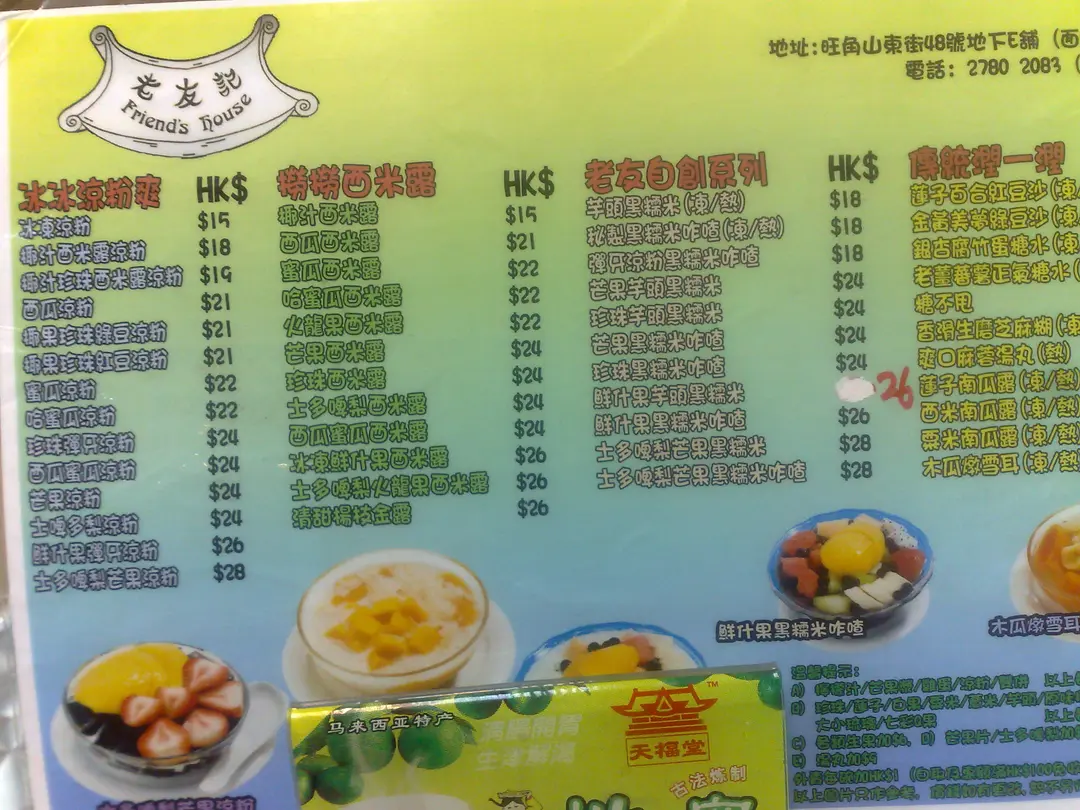 老友記
Friend's House
地址:旺角山東街48號地下E舖 (面
電話: 2780 2083 (
冰冰涼粉爽 HK$
冰凍涼粉 $15
椰汁西米露涼粉 $18
椰汁珍珠西米露涼粉 $19
西瓜涼粉 $21
椰果珍珠綠豆涼粉 $21
椰果珍珠紅豆涼粉 $21
蜜瓜涼粉 $22
哈蜜瓜涼粉 $22
珍珠彈牙涼粉 $24
西瓜蜜瓜涼粉 $24
芒果涼粉 $24
士啤多梨涼粉 $24
鮮什果彈牙涼粉 $26
士多啤梨芒果涼粉 $28
撈撈西米露 HK$
椰汁西米露 $15
西瓜西米露 $21
蜜瓜西米露 $22
哈蜜瓜西米露 $22
火龍果西米露 $22
芒果西米露 $24
珍珠西米露 $24
士多啤梨西米露 $24
西瓜蜜瓜西米露 $24
冰凍鮮什果西米露 $26
士多啤梨火龍果西米露 $26
清甜楊枝金露 $26
老友自創系列 HK$
芋頭黑糯米(凍/熱) $18
秘製黑糯米咋喳(凍/熱) $18
彈牙涼粉黑糯米咋喳 $18
芒果芋頭黑糯米 $24
珍珠芋頭黑糯米 $24
芒果黑糯米咋喳 $24
珍珠黑糯米咋喳 $24
鮮什果芋頭黑糯米 26
鮮什果黑糯米咋喳 $26
士多啤梨芒果黑糯米 $28
士多啤梨芒果黑糯米咋喳 $28
傳統潤一潤
蓮子百合紅豆沙(凍
金黃美夢綠豆沙(凍
銀杏腐竹蛋糖水(凍
老薑蕃薯正氣糖水(
糖不甩
香滑生磨芝麻糊(凍
爽口麻蓉湯丸(熱)
蓮子南瓜露(凍/熱)
西米南瓜露(凍/熱)
粟米南瓜露(凍/熱)
木瓜燉雪耳(凍/熱)
鮮什果黑糯米咋喳
木瓜燉雪耳
士多啤梨芒果涼粉
溫馨提示:
马来西亚特产
天福堂
TM
古法炼制